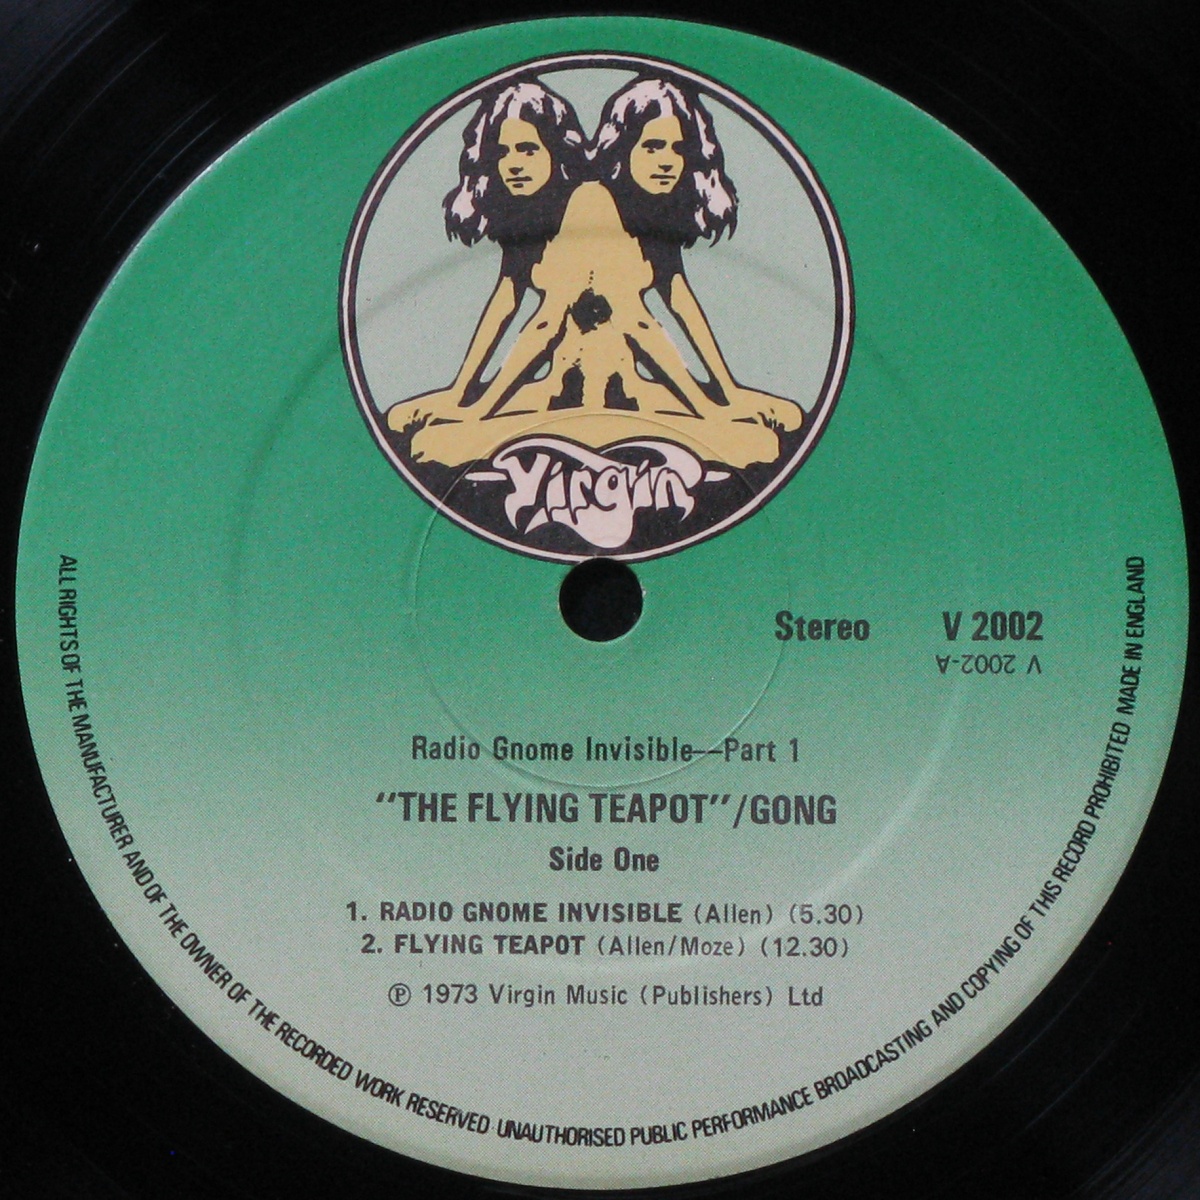 Virgin
Stereo V 2002
V 2002-A
Radio Gnome Invisible—Part 1
"THE FLYING TEAPOT"/GONG
Side One
1. RADIO GNOME INVISIBLE (Allen) (5.30)
2. FLYING TEAPOT (Allen/Moze) (12.30)
℗ 1973 Virgin Music (Publishers) Ltd
ALL RIGHTS OF THE MANUFACTURER AND OF THE OWNER OF THE RECORDED WORK RESERVED UNAUTHORISED PUBLIC PERFORMANCE BROADCASTING AND COPYING OF THIS RECORD PROHIBITED MADE IN ENGLAND